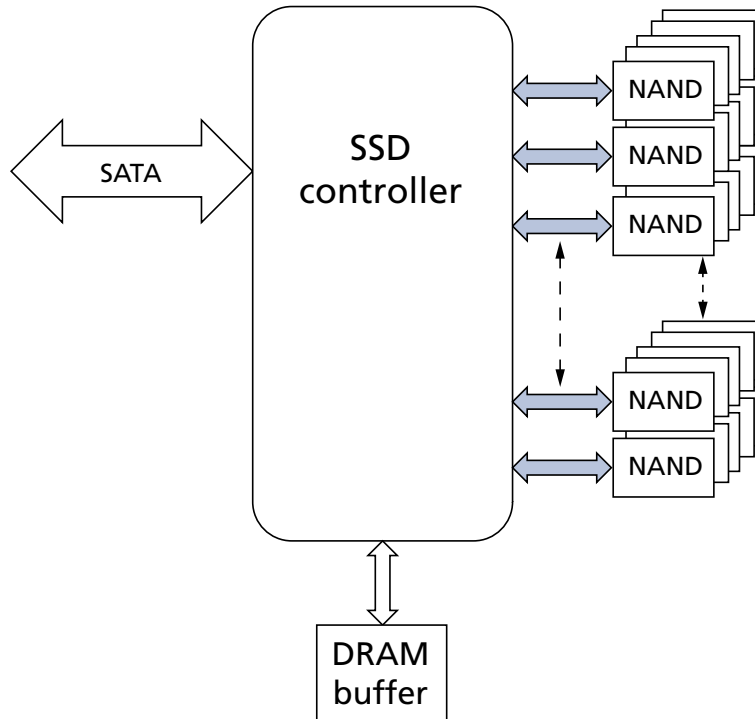 SATA
SSD
controller
NAND
NAND
NAND
NAND
NAND
DRAM
buffer